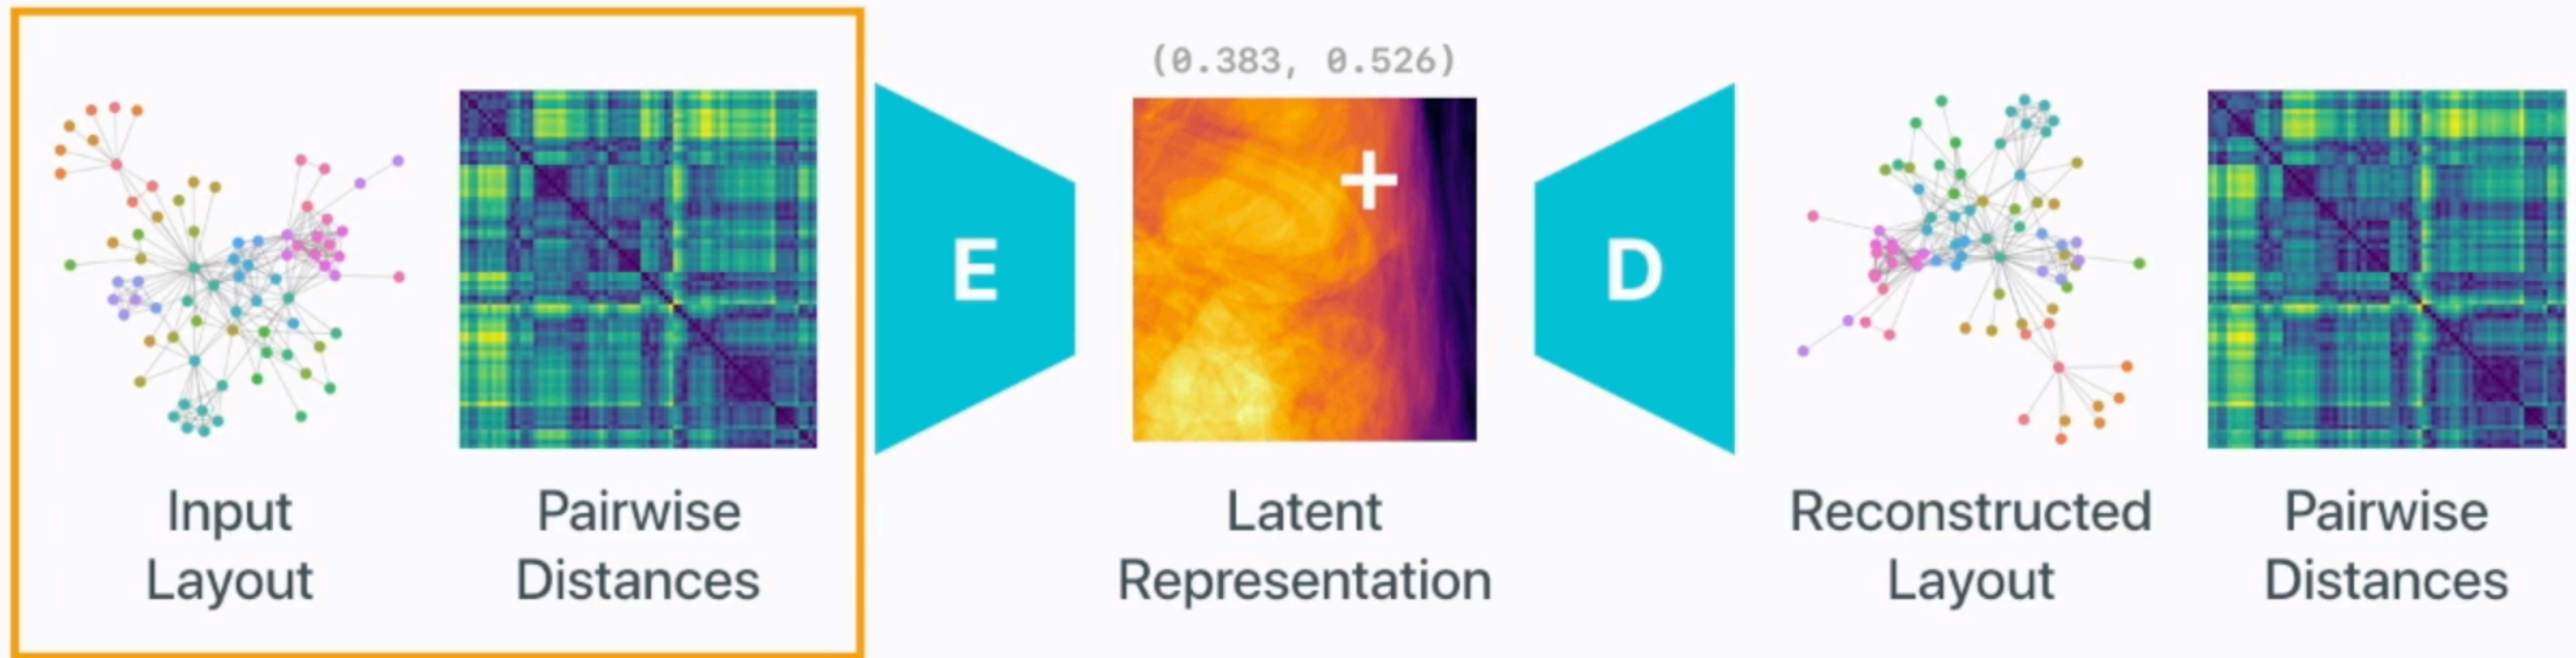 (0.383, 0.526)
E
D
Input
Layout
Pairwise
Distances
Latent
Representation
Reconstructed
Layout
Pairwise
Distances